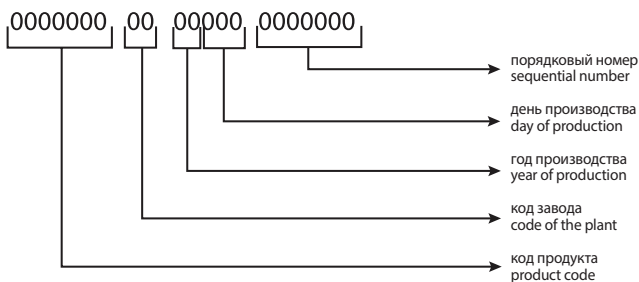 0000000 00 00000 0000000
порядковый номер
sequential number
день производства
day of production
год производства
year of production
код завода
code of the plant
код продукта
product code